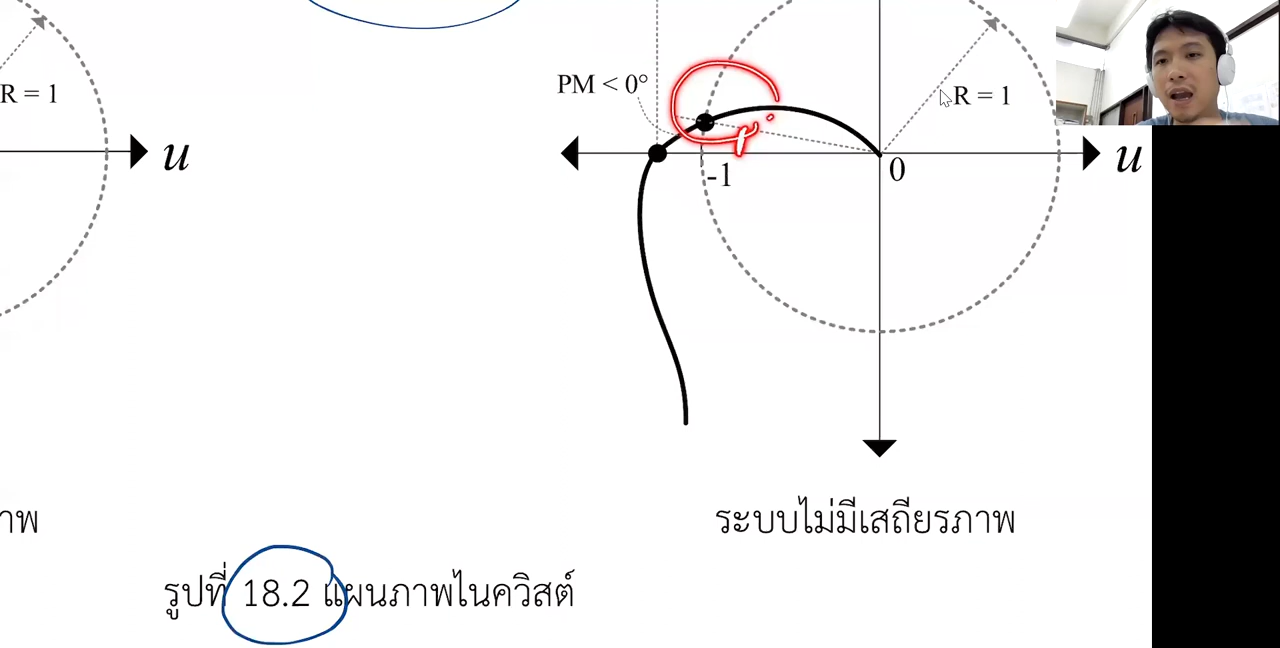 PM < 0°
R = 1
R = 1
u
u
-1
0
ระบบไม่มีเสถียรภาพ
าพ
รูปที่ 18.2 แผนภาพไนควิสต์